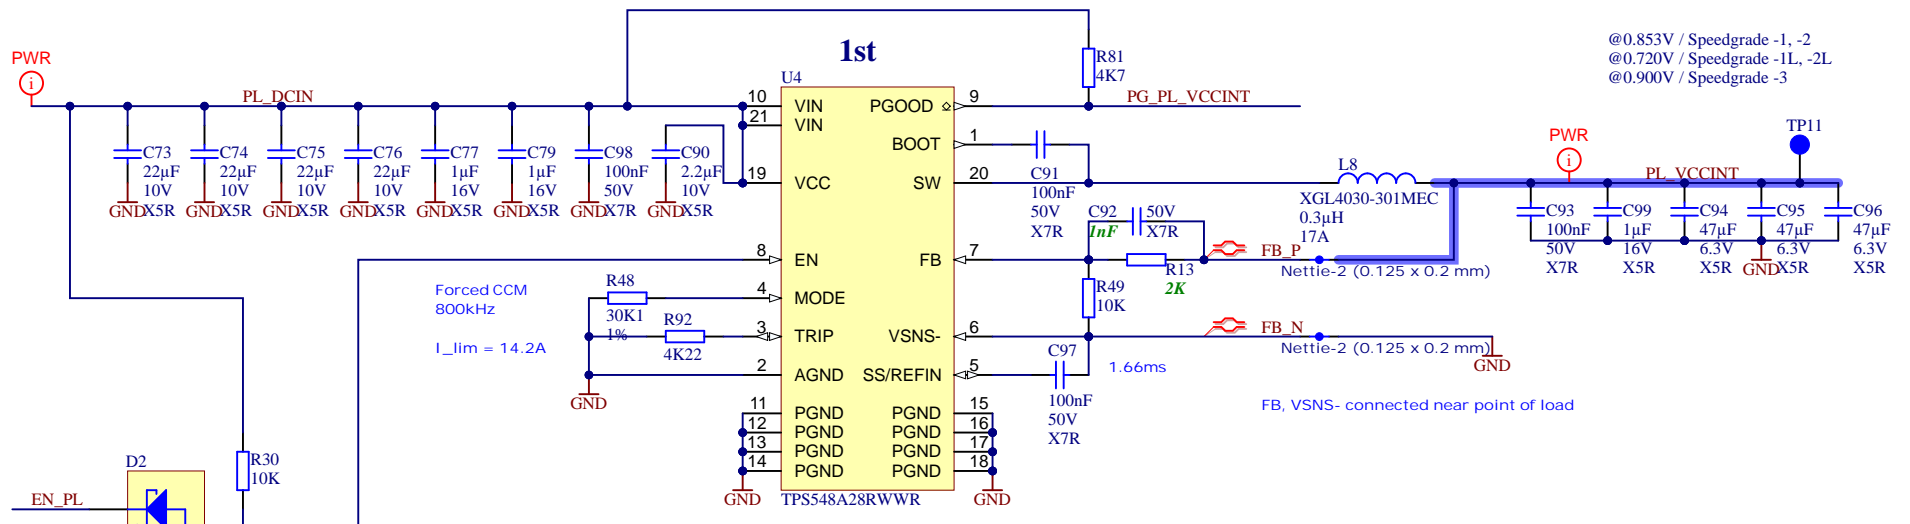 1st
PWR
i
PL_DCIN
C73
22µF
10V
X5R
GND
C74
22µF
10V
X5R
GND
C75
22µF
10V
X5R
GND
C76
22µF
10V
X5R
GND
C77
1µF
16V
X5R
GND
C79
1µF
16V
X5R
GND
C98
100nF
50V
X7R
GND
C90
2.2µF
10V
X5R
GND
U4
10 VIN
21 VIN
19 VCC
8 EN
4 MODE
3 TRIP
2 AGND
11 PGND
12 PGND
13 PGND
14 PGND
GND
PGOOD 9
BOOT 1
SW 20
FB 7
VSNS- 6
SS/REFIN 5
PGND 15
PGND 16
PGND 17
PGND 18
GND
TPS548A28RWWR
R81
4K7
PG_PL_VCCINT
C91
100nF
50V
X7R
C92
1nF
50V
X7R
R13
2K
R49
10K
C97
100nF
50V
X7R
1.66ms
FB_P
Nettie-2 (0.125 x 0.2 mm)
FB_N
Nettie-2 (0.125 x 0.2 mm)
GND
FB, VSNS- connected near point of load
L8
XGL4030-301MEC
0.3µH
17A
@0.853V / Speedgrade -1, -2
@0.720V / Speedgrade -1L, -2L
@0.900V / Speedgrade -3
PWR
i
TP11
PL_VCCINT
C93
100nF
50V
X7R
C99
1µF
16V
X5R
C94
47µF
6.3V
X5R
C95
47µF
6.3V
X5R
GND
C96
47µF
6.3V
X5R
Forced CCM
800kHz
I_lim = 14.2A
R48
30K1
1%
R92
4K22
GND
D2
EN_PL
R30
10K